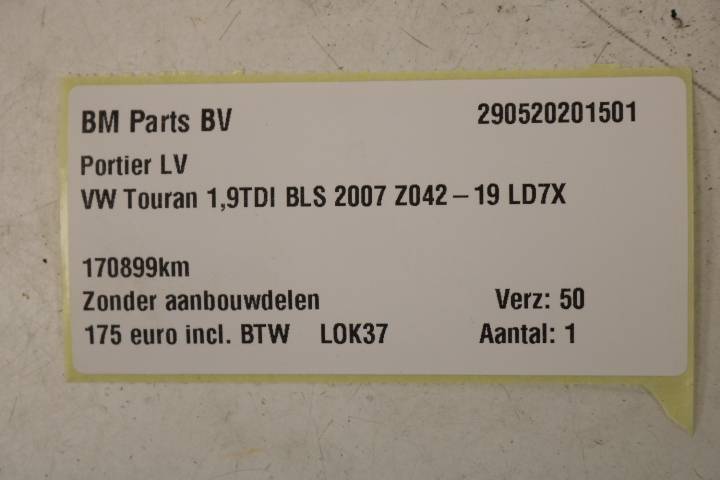 BM Parts BV 290520201501
Portier LV
VW Touran 1,9TDI BLS 2007 Z042 – 19 LD7X
170899km
Zonder aanbouwdelen Verz: 50
175 euro incl. BTW LOK37 Aantal: 1